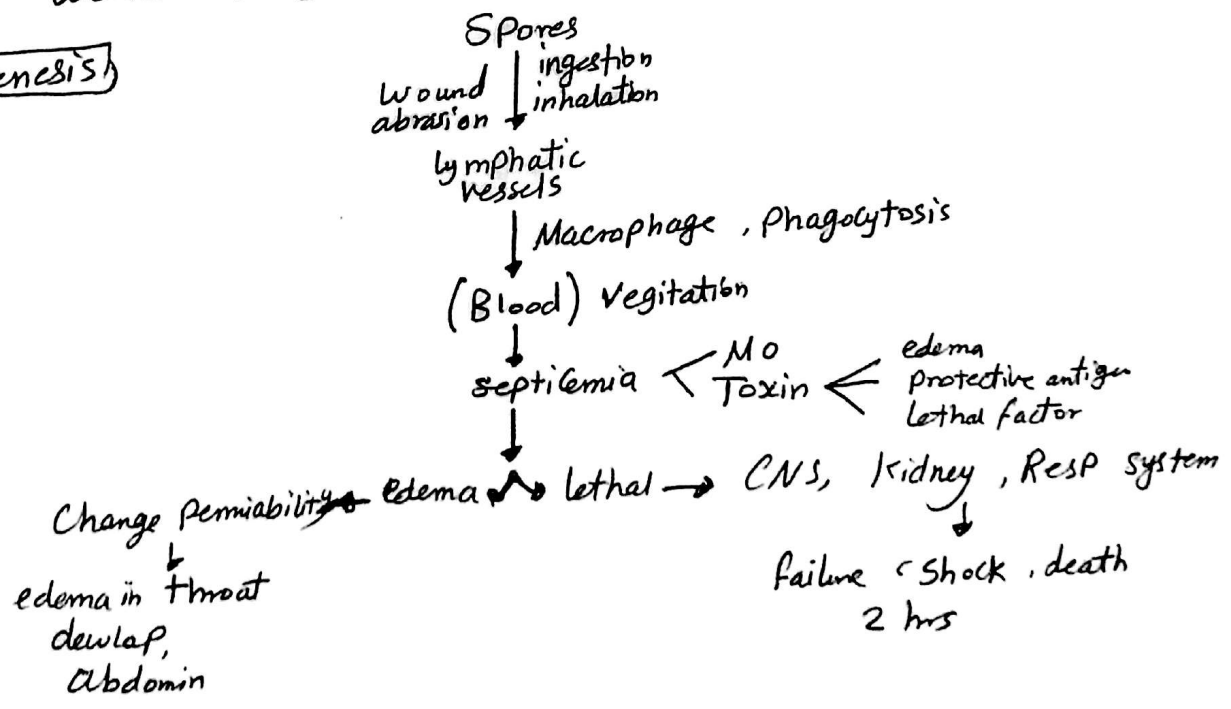 enesis
Spores
wound ingestion
abrasion inhalation
lymphatic
vessels
Macrophage , Phagocytosis
(Blood) vegitation
septicemia MO
Toxin edema
protective antigen
Lethal factor
Change Permiability edema lethal CNS, Kidney , Resp system
edema in throat
dewlap,
abdomin
failure shock , death
2 hrs